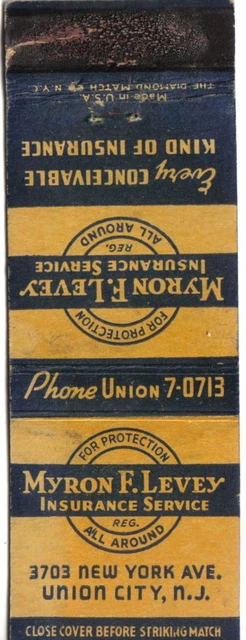 THE DIAMOND MATCH CO. N.Y.C.
Made in U.S.A.
Every CONCEIVABLE
KIND OF INSURANCE
FOR PROTECTION
MYRON F. LEVEY
INSURANCE SERVICE
REG.
ALL AROUND
Phone UNION 7-0713
FOR PROTECTION
MYRON F. LEVEY
INSURANCE SERVICE
REG.
ALL AROUND
3703 NEW YORK AVE.
UNION CITY, N.J.
CLOSE COVER BEFORE STRIKING MATCH